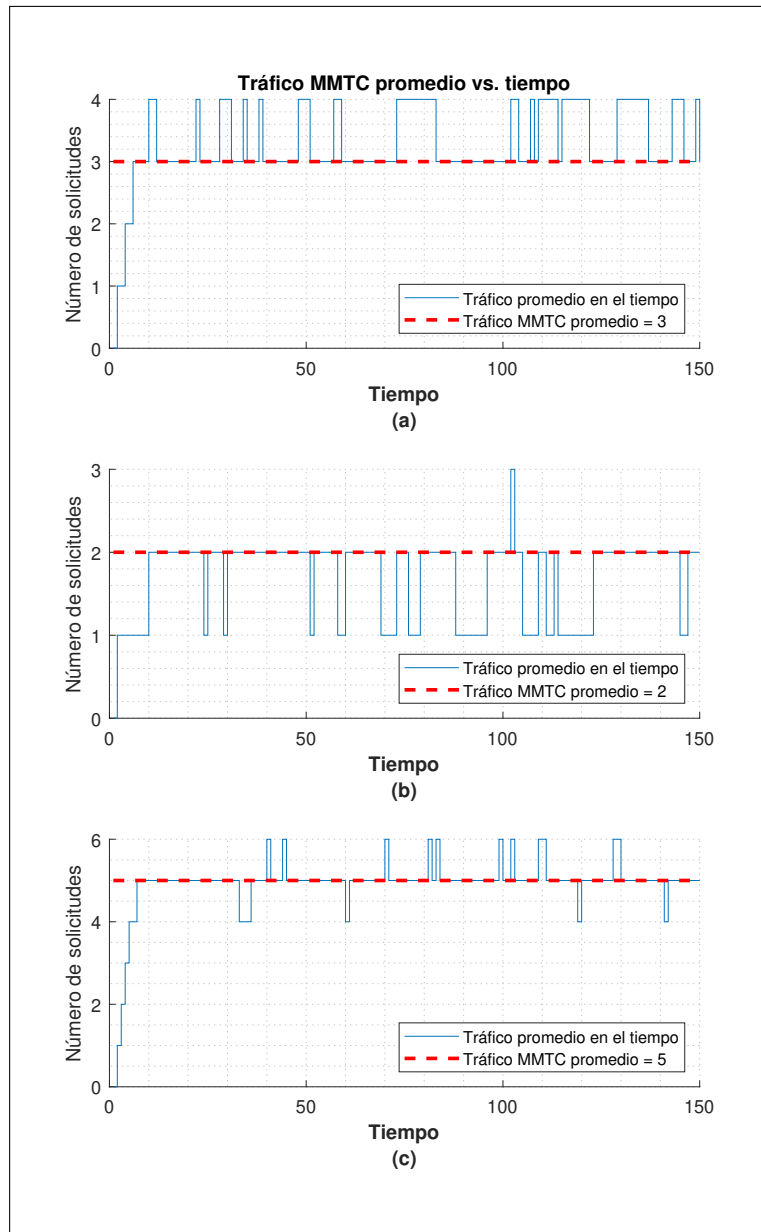 Tráfico MMTC promedio vs. tiempo
Número de solicitudes
4
3
2
1
0
0
50
100
150
Tráfico promedio en el tiempo
Tráfico MMTC promedio = 3
Tiempo
(a)
Número de solicitudes
3
2
1
0
0
50
100
150
Tráfico promedio en el tiempo
Tráfico MMTC promedio = 2
Tiempo
(b)
Número de solicitudes
6
4
2
0
0
50
100
150
Tráfico promedio en el tiempo
Tráfico MMTC promedio = 5
Tiempo
(c)